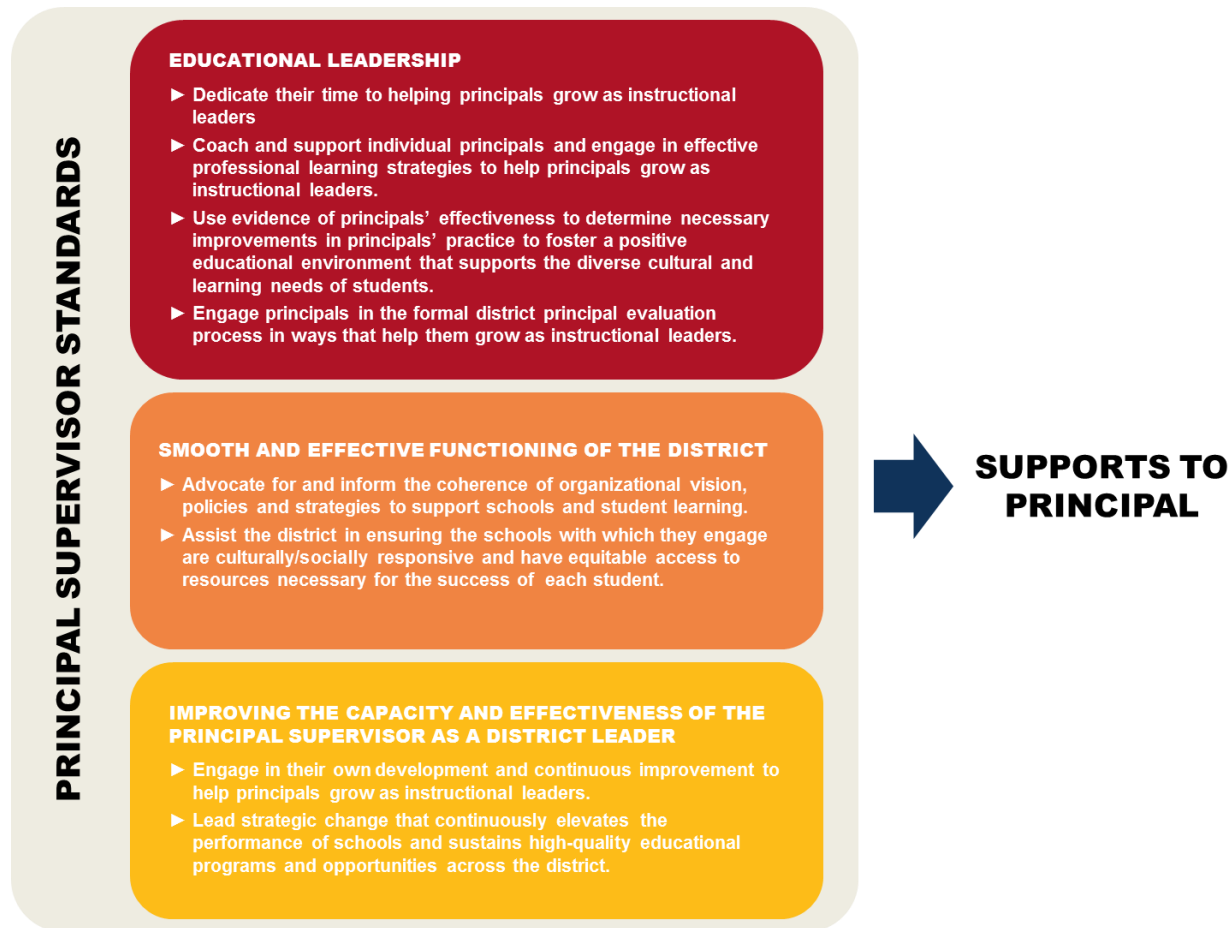 PRINCIPAL SUPERVISOR STANDARDS
EDUCATIONAL LEADERSHIP
► Dedicate their time to helping principals grow as instructional
leaders
► Coach and support individual principals and engage in effective
professional learning strategies to help principals grow as
instructional leaders.
► Use evidence of principals’ effectiveness to determine necessary
improvements in principals’ practice to foster a positive
educational environment that supports the diverse cultural and
learning needs of students.
► Engage principals in the formal district principal evaluation
process in ways that help them grow as instructional leaders.
SMOOTH AND EFFECTIVE FUNCTIONING OF THE DISTRICT
► Advocate for and inform the coherence of organizational vision,
policies and strategies to support schools and student learning.
► Assist the district in ensuring the schools with which they engage
are culturally/socially responsive and have equitable access to
resources necessary for the success of each student.
IMPROVING THE CAPACITY AND EFFECTIVENESS OF THE
PRINCIPAL SUPERVISOR AS A DISTRICT LEADER
► Engage in their own development and continuous improvement to
help principals grow as instructional leaders.
► Lead strategic change that continuously elevates the
performance of schools and sustains high-quality educational
programs and opportunities across the district.
SUPPORTS TO
PRINCIPAL